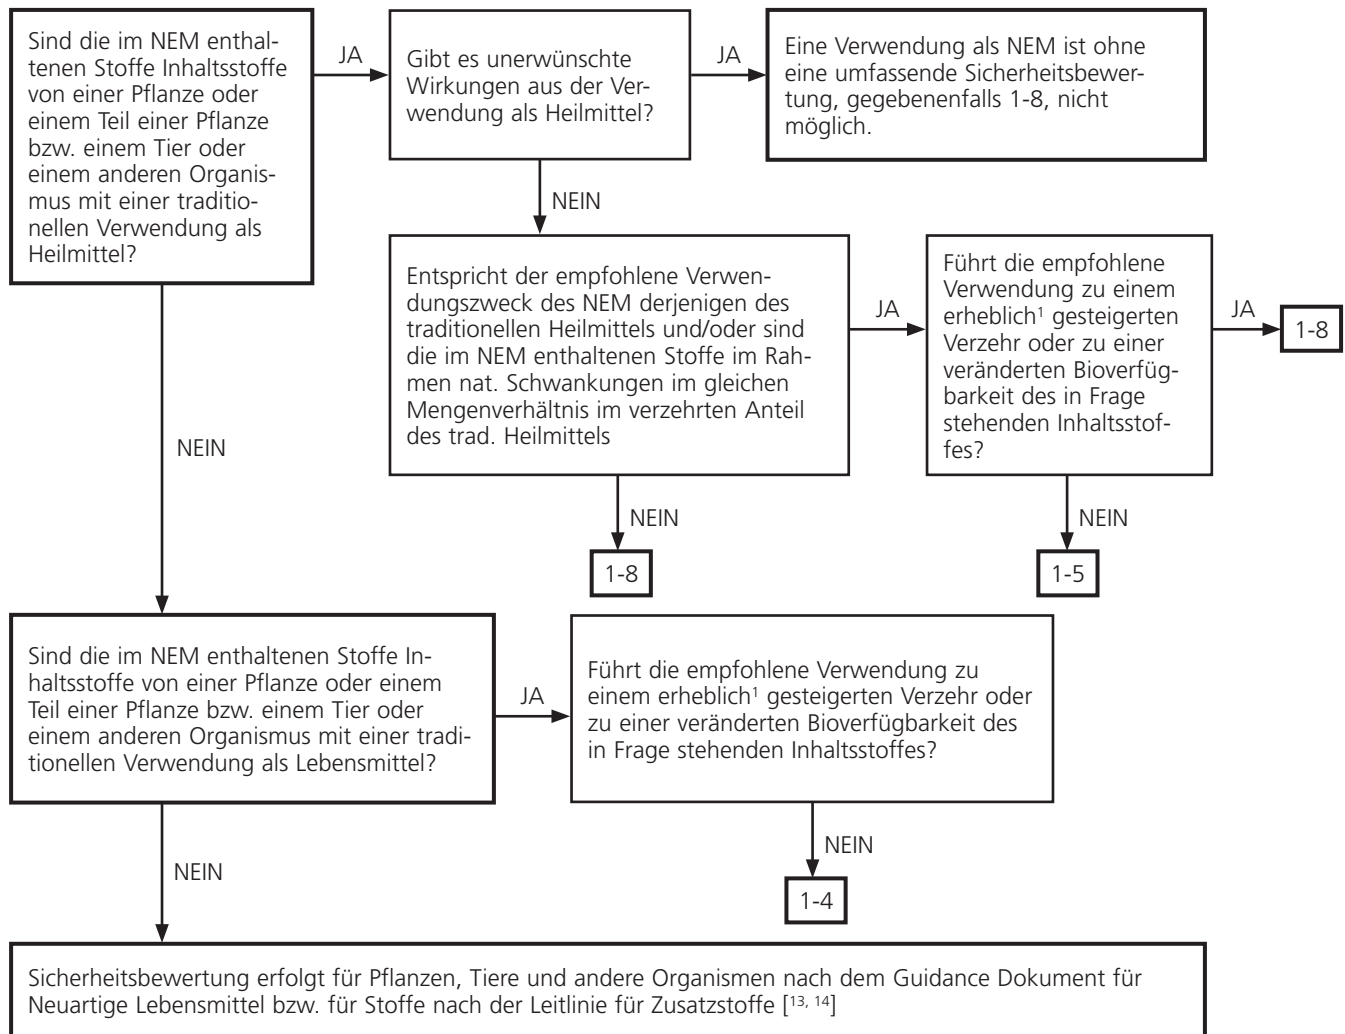 Sind die im NEM enthal-
tenen Stoffe Inhaltsstoffe
von einer Pflanze oder
einem Teil einer Pflanze
bzw. einem Tier oder
einem anderen Organis-
mus mit einer traditio-
nellen Verwendung als
Heilmittel?
JA
Gibt es unerwünschte
Wirkungen aus der Ver-
wendung als Heilmittel?
JA
Eine Verwendung als NEM ist ohne
eine umfassende Sicherheitsbewer-
tung, gegebenenfalls 1-8, nicht
möglich.
NEIN
Entspricht der empfohlene Verwen-
dungszweck des NEM derjenigen des
traditionellen Heilmittels und/oder sind
die im NEM enthaltenen Stoffe im Rah-
men nat. Schwankungen im gleichen
Mengenverhältnis im verzehrten Anteil
des trad. Heilmittels
JA
Führt die empfohlene
Verwendung zu einem
erheblich¹ gesteigerten
Verzehr oder zu einer
veränderten Bioverfüg-
barkeit des in Frage
stehenden Inhaltsstof-
fes?
JA
1-8
NEIN
NEIN
1-8
NEIN
1-5
Sind die im NEM enthaltenen Stoffe In-
haltsstoffe von einer Pflanze oder einem
Teil einer Pflanze bzw. einem Tier oder
einem anderen Organismus mit einer tradi-
tionellen Verwendung als Lebensmittel?
JA
Führt die empfohlene Verwendung zu
einem erheblich¹ gesteigerten Verzehr oder
zu einer veränderten Bioverfügbarkeit des
in Frage stehenden Inhaltsstoffes?
NEIN
1-4
NEIN
Sicherheitsbewertung erfolgt für Pflanzen, Tiere und andere Organismen nach dem Guidance Dokument für
Neuartige Lebensmittel bzw. für Stoffe nach der Leitlinie für Zusatzstoffe [¹³, ¹⁴]